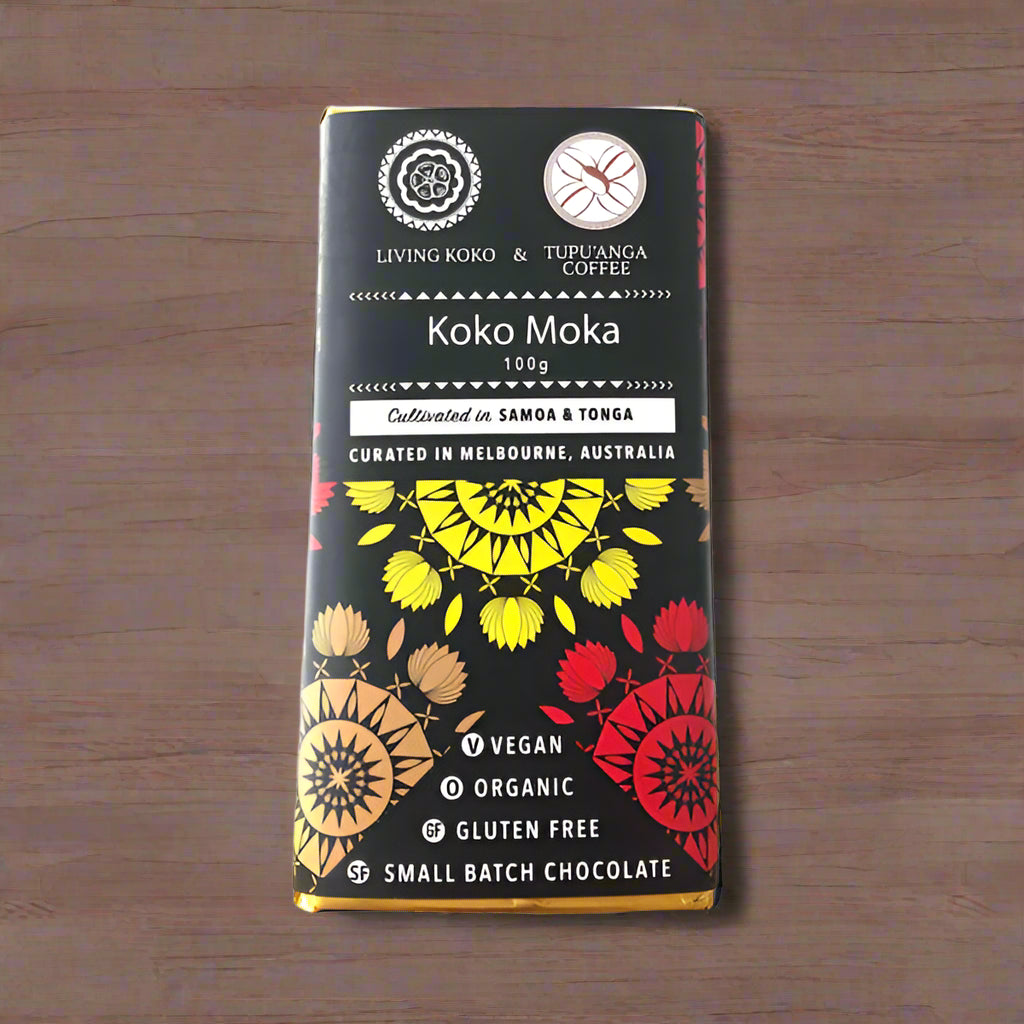 LIVING KOKO & TUPU'ANGA
COFFEE
Koko Moka
100g
Cultivated in SAMOA & TONGA
CURATED IN MELBOURNE, AUSTRALIA
V VEGAN
O ORGANIC
GF GLUTEN FREE
SF SMALL BATCH CHOCOLATE